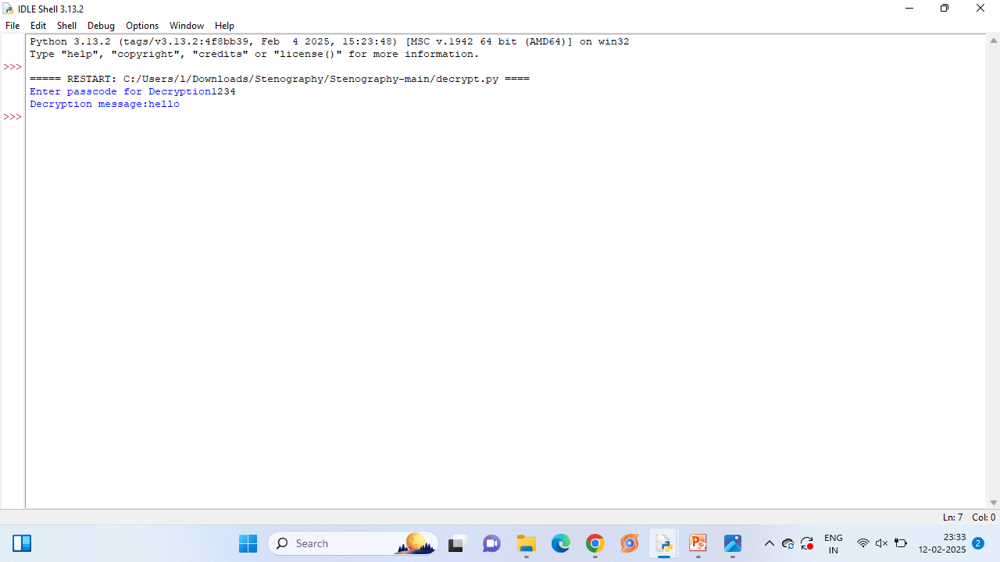 IDLE Shell 3.13.2
File Edit Shell Debug Options Window Help
Python 3.13.2 (tags/v3.13.2:4f8bb39, Feb  4 2025, 15:23:48) [MSC v.1942 64 bit (AMD64)] on win32
Type "help", "copyright", "credits" or "license()" for more information.
>>>
===== RESTART: C:/Users/l/Downloads/Stenography/Stenography-main/decrypt.py ====
Enter passcode for Decryption1234
Decryption message:hello
>>>
Ln: 7 Col: 0
Search
ENG
IN
23:33
12-02-2025
2